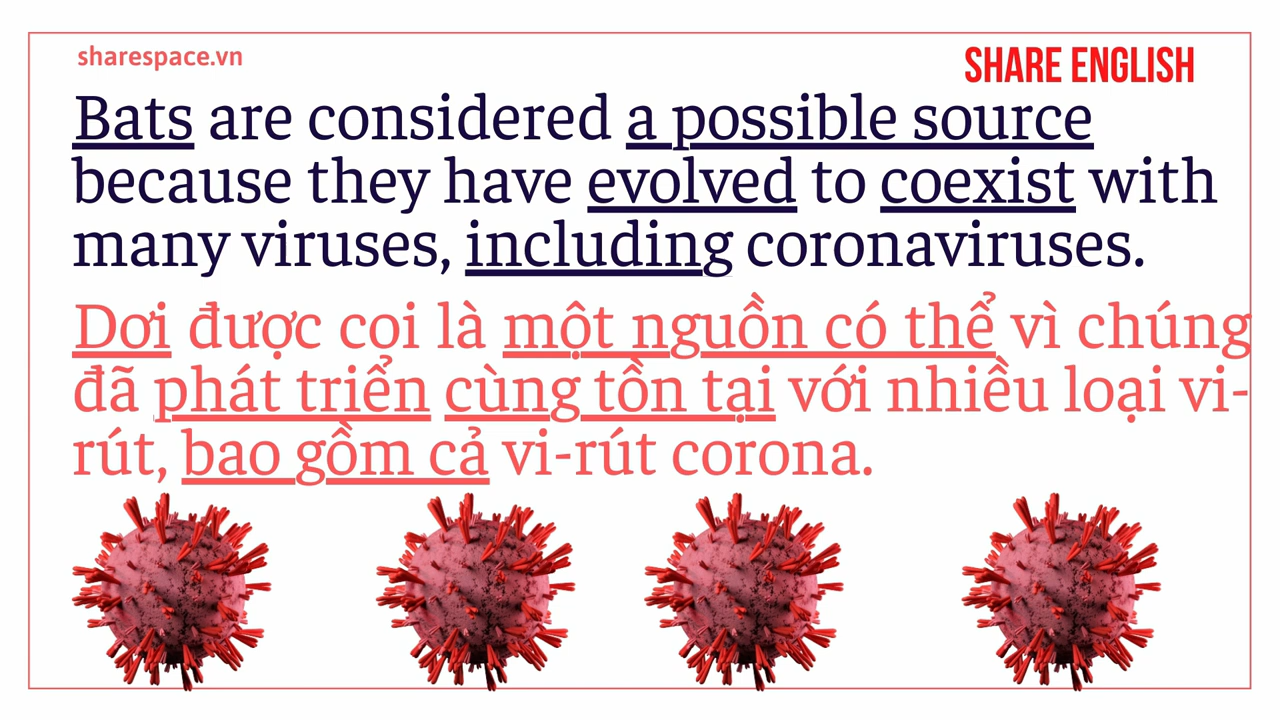 sharespace.vn
SHARE ENGLISH
Bats are considered a possible source
because they have evolved to coexist with
many viruses, including coronaviruses.
Dơi được coi là một nguồn có thể vì chúng
đã phát triển cùng tồn tại với nhiều loại vi-
rút, bao gồm cả vi-rút corona.